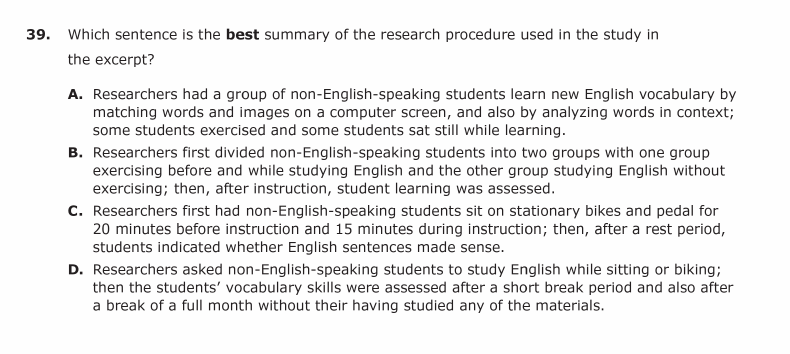 39. Which sentence is the best summary of the research procedure used in the study in
the excerpt?
A. Researchers had a group of non-English-speaking students learn new English vocabulary by
matching words and images on a computer screen, and also by analyzing words in context;
some students exercised and some students sat still while learning.
B. Researchers first divided non-English-speaking students into two groups with one group
exercising before and while studying English and the other group studying English without
exercising; then, after instruction, student learning was assessed.
C. Researchers first had non-English-speaking students sit on stationary bikes and pedal for
20 minutes before instruction and 15 minutes during instruction; then, after a rest period,
students indicated whether English sentences made sense.
D. Researchers asked non-English-speaking students to study English while sitting or biking;
then the students’ vocabulary skills were assessed after a short break period and also after
a break of a full month without their having studied any of the materials.